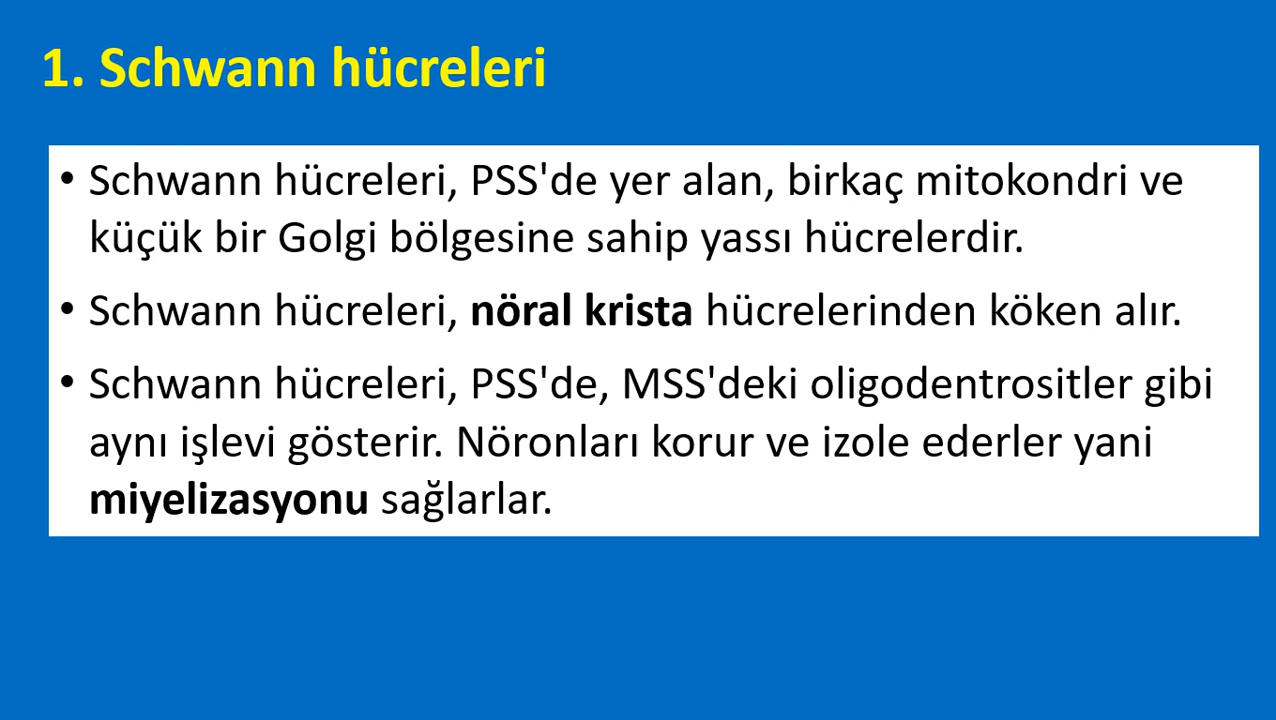 1. Schwann hücreleri
• Schwann hücreleri, PSS'de yer alan, birkaç mitokondri ve
küçük bir Golgi bölgesine sahip yassı hücrelerdir.
• Schwann hücreleri, nöral krista hücrelerinden köken alır.
• Schwann hücreleri, PSS'de, MSS'deki oligodentrositler gibi
aynı işlevi gösterir. Nöronları korur ve izole ederler yani
miyelizasyonu sağlarlar.